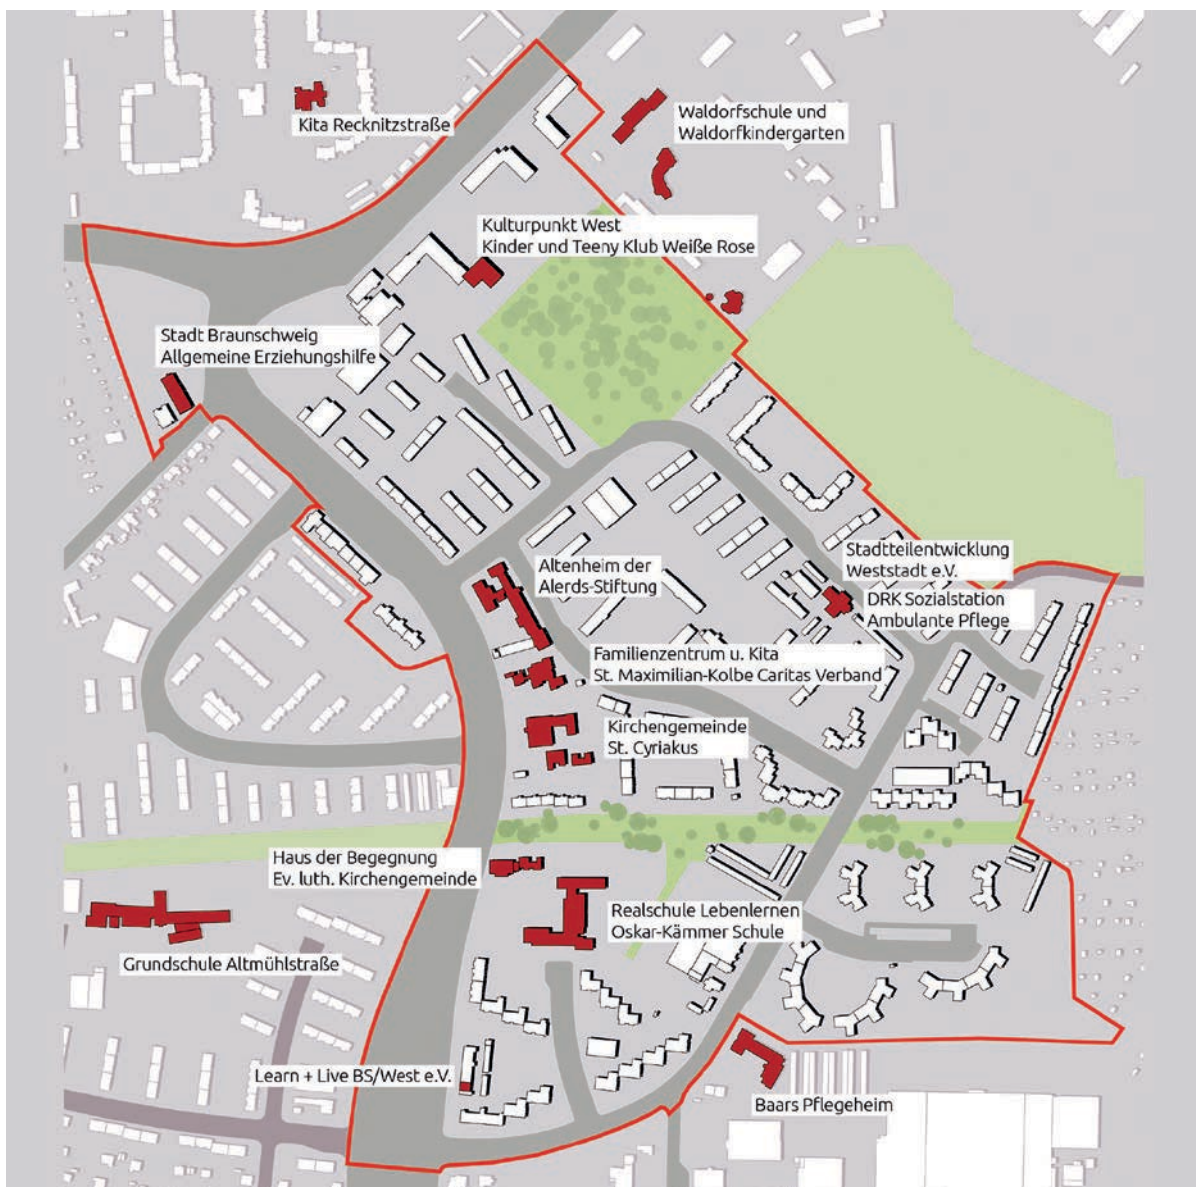 Kita Recknitzstraße
Waldorfschule und
Waldorfkindergarten
Kulturpunkt West
Kinder und Teeny Klub Weiße Rose
Stadt Braunschweig
Allgemeine Erziehungshilfe
Altenheim der
Alerds-Stiftung
Stadtteilentwicklung
Weststadt e.V.
DRK Sozialstation
Ambulante Pflege
Familienzentrum u. Kita
St. Maximilian-Kolbe Caritas Verband
Kirchengemeinde
St. Cyriakus
Haus der Begegnung
Ev. luth. Kirchengemeinde
Realschule Lebenlernen
Oskar-Kämmer Schule
Grundschule Altmühlstraße
Learn + Live BS/West e.V.
Baars Pflegeheim